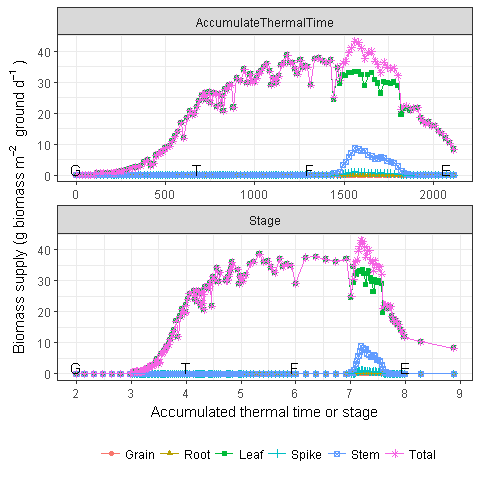 AccumulateThermalTime
40
30
20
10
0
G T F E
0 500 1000 1500 2000
Stage
40
30
20
10
0
G T F E
2 3 4 5 6 7 8 9
Biomass supply (g biomass m⁻² ground d⁻¹ )
Accumulated thermal time or stage
Grain Root Leaf Spike Stem Total